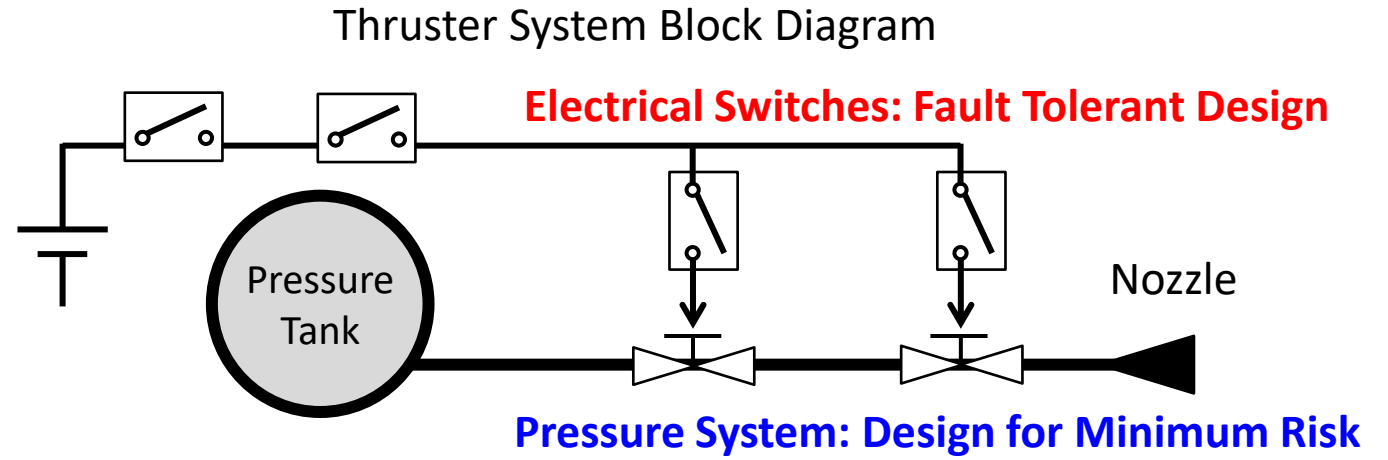 Thruster System Block Diagram
Electrical Switches: Fault Tolerant Design
Pressure
Tank
Nozzle
Pressure System: Design for Minimum Risk